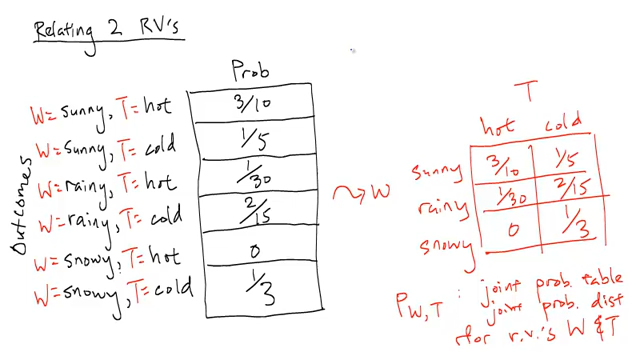 Relating 2 RV's
Prob
Outcomes
W=sunny, T=hot 3/10
W=sunny, T=cold 1/5
W=rainy, T=hot 1/30
W=rainy, T=cold 2/15
W=snowy, T=hot 0
W=snowy, T=cold 1/3
T
hot cold
W
sunny 3/10 1/5
rainy 1/30 2/15
snowy 0 1/3
P_W,T : joint prob. table
joint prob. dist
for r.v.'s W & T